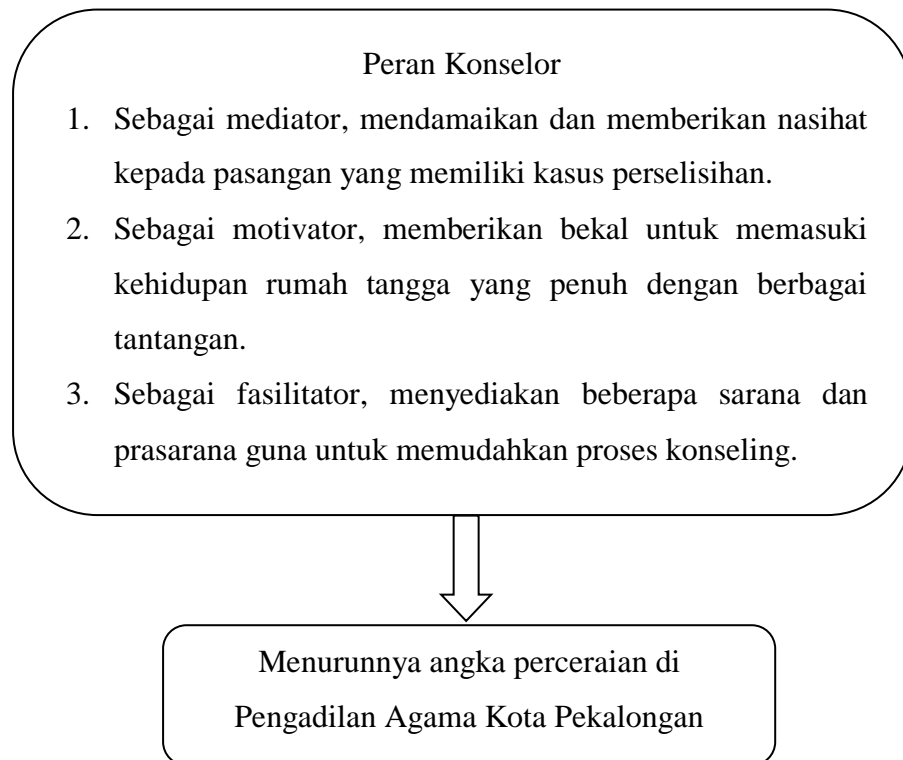 Peran Konselor
1. Sebagai mediator, mendamaikan dan memberikan nasihat
kepada pasangan yang memiliki kasus perselisihan.
2. Sebagai motivator, memberikan bekal untuk memasuki
kehidupan rumah tangga yang penuh dengan berbagai
tantangan.
3. Sebagai fasilitator, menyediakan beberapa sarana dan
prasarana guna untuk memudahkan proses konseling.
Menurunnya angka perceraian di
Pengadilan Agama Kota Pekalongan